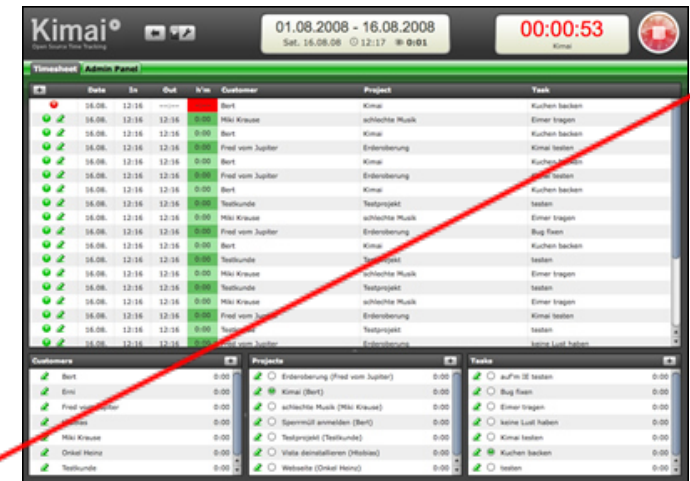 Kimai
Open Source Time Tracking
01.08.2008 - 16.08.2008
Sat. 16.08.08 12:17 0:01
00:00:53
Kimai
Timesheet Admin Panel
Date In Out h'm Customer Project Task
16.08. 12:16 --:-- Bert Kimai Kuchen backen
16.08. 12:16 12:16 0:00 Miki Krause schlechte Musik Eimer tragen
16.08. 12:16 12:16 0:00 Fred vom Jupiter Erderoberung Kimai testen
16.08. 12:16 12:16 0:00 Bert Kimai Kuchen backen
16.08. 12:16 12:16 0:00 Fred vom Jupiter Erderoberung Kimai testen
16.08. 12:16 12:16 0:00 Bert Kimai Kuchen backen
16.08. 12:16 12:16 0:00 Testkunde Testprojekt testen
16.08. 12:16 12:16 0:00 Miki Krause schlechte Musik Eimer tragen
16.08. 12:16 12:16 0:00 Fred vom Jupiter Erderoberung Bug fixen
16.08. 12:16 12:16 0:00 Bert Kimai Kuchen backen
16.08. 12:16 12:16 0:00 Testkunde Testprojekt testen
16.08. 12:16 12:16 0:00 Miki Krause schlechte Musik Eimer tragen
16.08. 12:16 12:16 0:00 Testkunde Testprojekt testen
16.08. 12:16 12:16 0:00 Miki Krause schlechte Musik Eimer tragen
16.08. 12:16 12:16 0:00 Fred vom Jupiter Erderoberung Kimai testen
16.08. 12:16 12:16 0:00 Testkunde Testprojekt testen
16.08. 12:16 12:16 0:00 Fred vom Jupiter Erderoberung keine Lust haben
Customers
Bert 0:00
Erni 0:00
Fred vom Jupiter 0:00
0:00
Miki Krause 0:00
Onkel Heinz 0:00
Testkunde 0:00
Projects
Erderoberung (Fred vom Jupiter) 0:00
Kimai (Bert) 0:00
schlechte Musik (Miki Krause) 0:00
Sperrmüll anmelden (Bert) 0:00
Testprojekt (Testkunde) 0:00
Vista deinstallieren (Htobias) 0:00
Webseite (Onkel Heinz) 0:00
Tasks
auf'm IE testen 0:00
Bug fixen 0:00
Eimer tragen 0:00
keine Lust haben 0:00
Kimai testen 0:00
Kuchen backen 0:00
testen 0:00